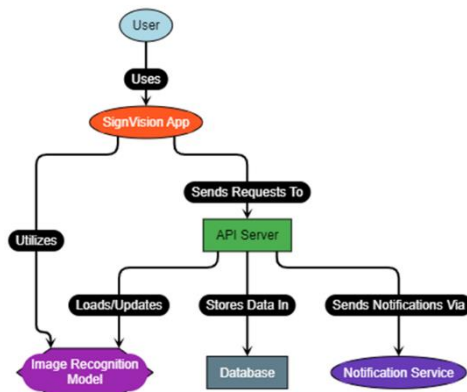 User
Uses
SignVision App
Sends Requests To
Utilizes
API Server
Loads/Updates
Stores Data In
Sends Notifications Via
Image Recognition
Model
Database
Notification Service